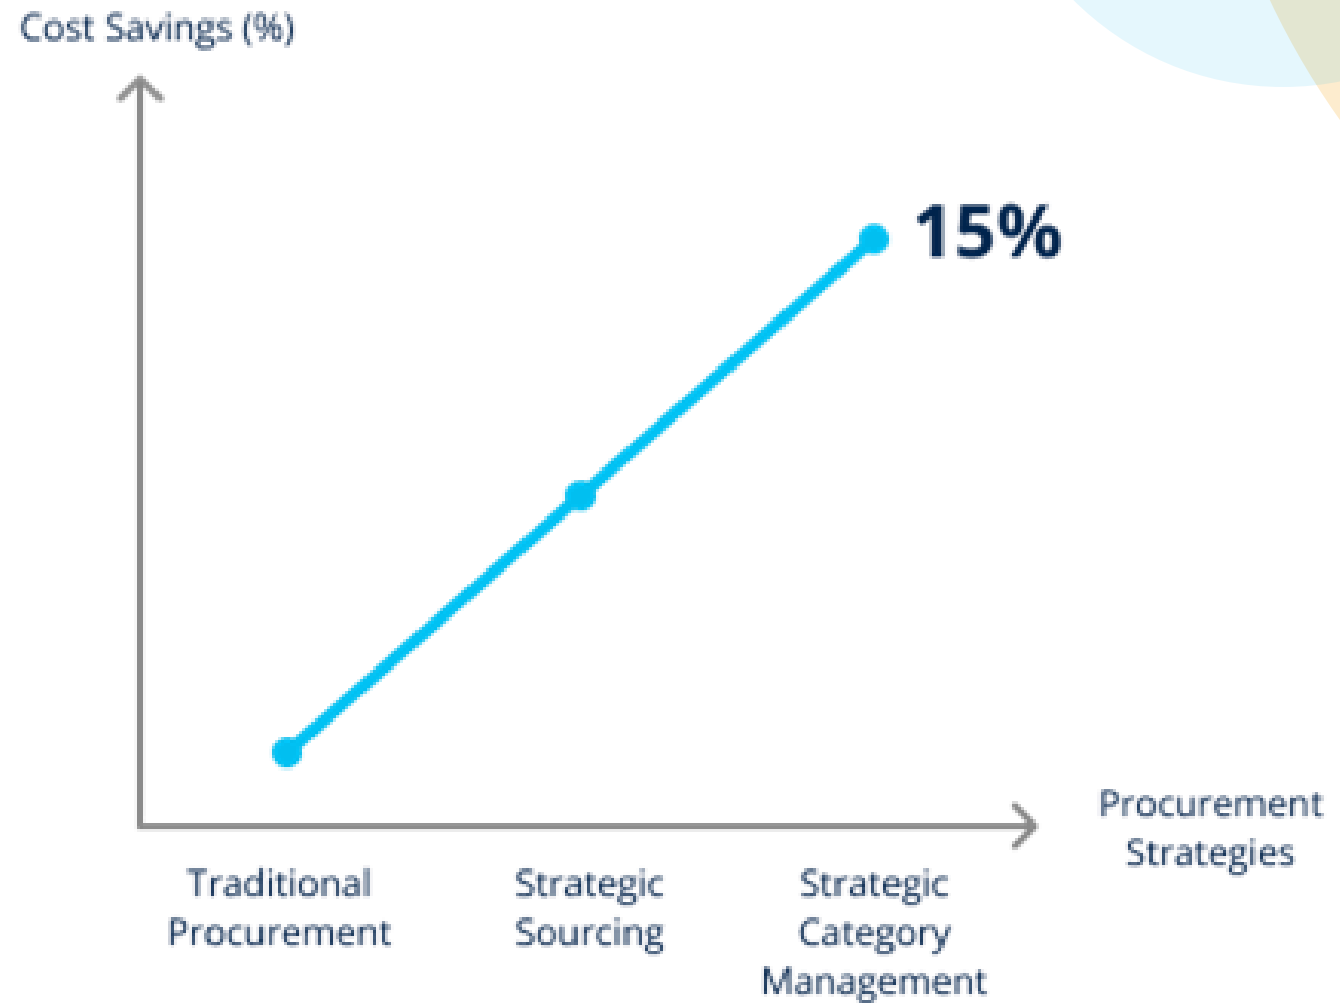 Cost Savings (%)
15%
Procurement
Strategies
Traditional
Procurement
Strategic
Sourcing
Strategic
Category
Management